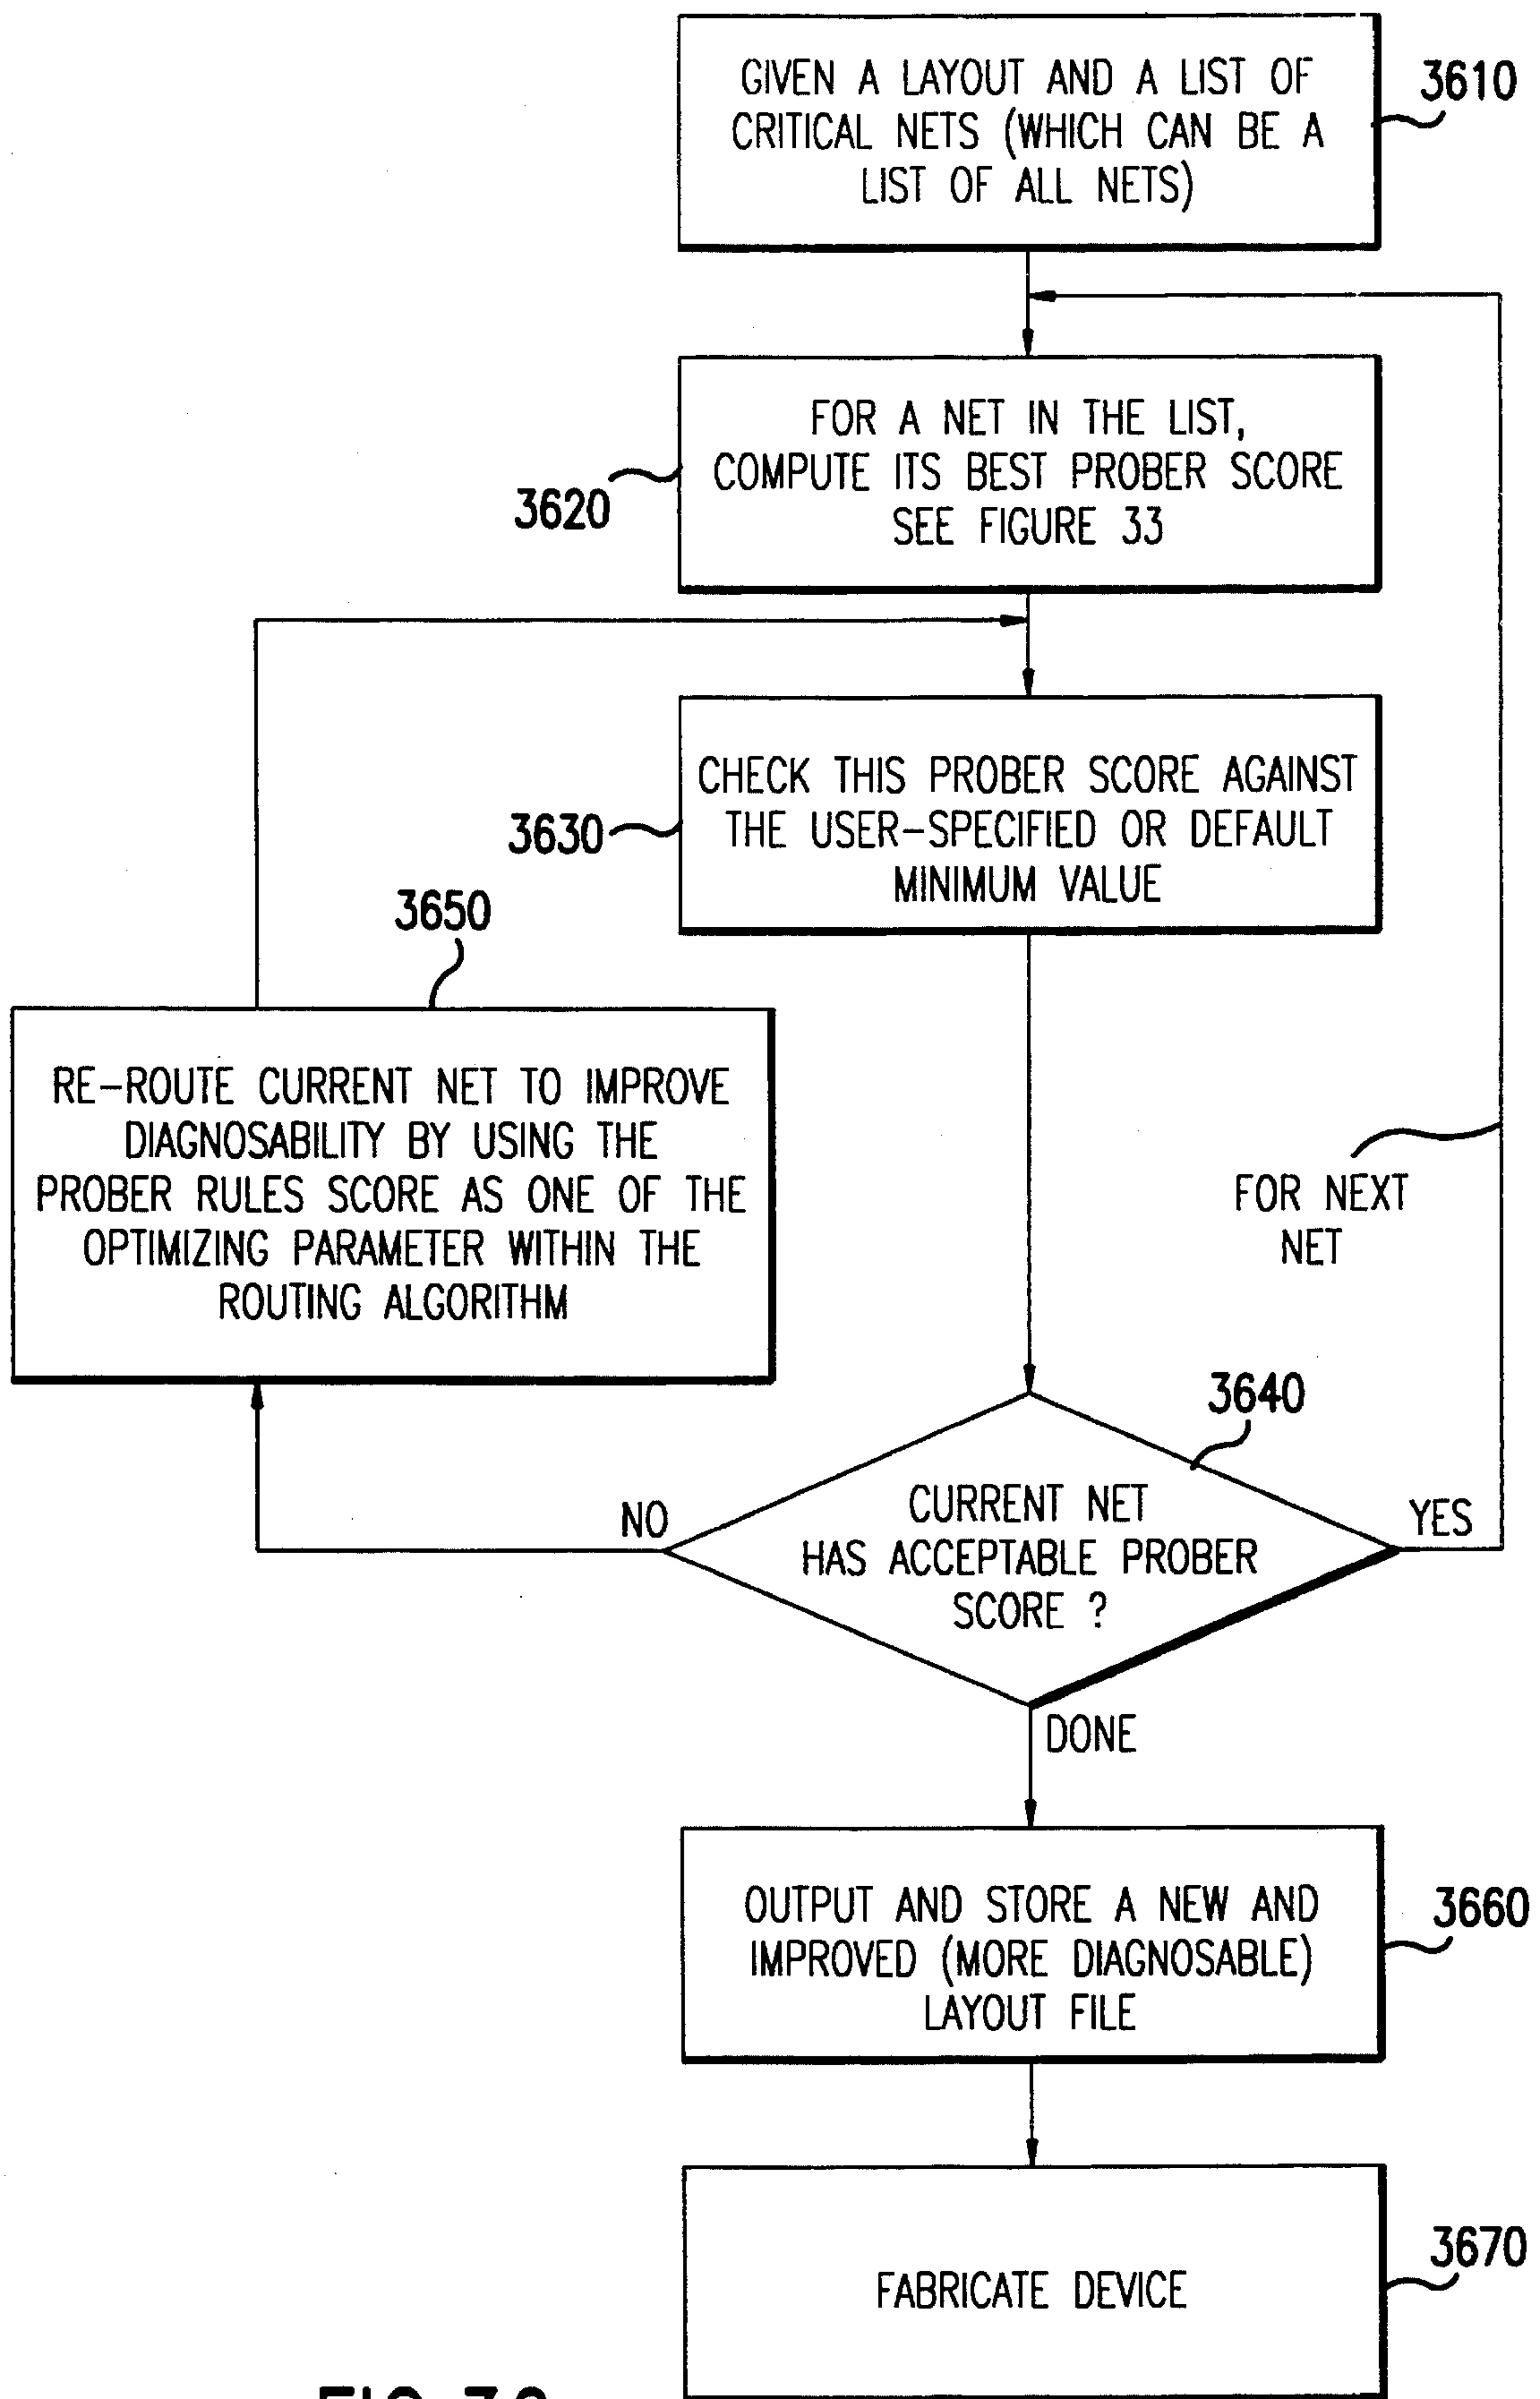 GIVEN A LAYOUT AND A LIST OF
CRITICAL NETS (WHICH CAN BE A
LIST OF ALL NETS)
3610
FOR A NET IN THE LIST,
COMPUTE ITS BEST PROBER SCORE
SEE FIGURE 33
3620
CHECK THIS PROBER SCORE AGAINST
THE USER-SPECIFIED OR DEFAULT
MINIMUM VALUE
3630
3650
RE-ROUTE CURRENT NET TO IMPROVE
DIAGNOSABILITY BY USING THE
PROBER RULES SCORE AS ONE OF THE
OPTIMIZING PARAMETER WITHIN THE
ROUTING ALGORITHM
FOR NEXT
NET
3640
CURRENT NET
HAS ACCEPTABLE PROBER
SCORE ?
NO
YES
DONE
OUTPUT AND STORE A NEW AND
IMPROVED (MORE DIAGNOSABLE)
LAYOUT FILE
3660
FABRICATE DEVICE
3670